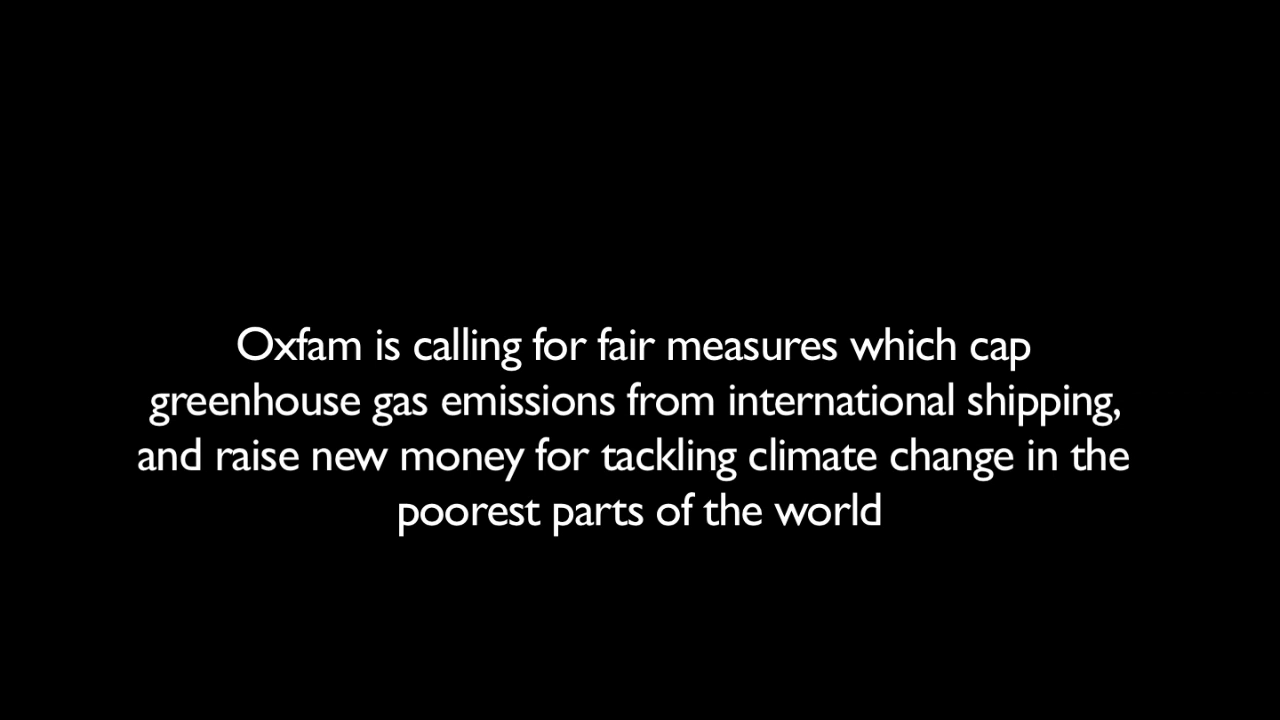 Oxfam is calling for fair measures which cap
greenhouse gas emissions from international shipping,
and raise new money for tackling climate change in the
poorest parts of the world